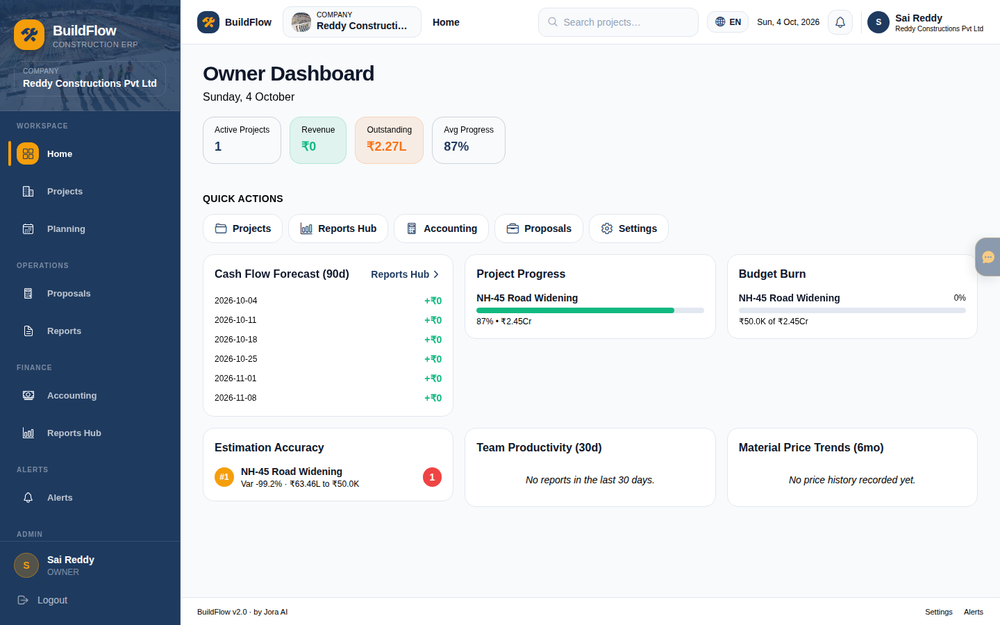 BuildFlow
CONSTRUCTION ERP
COMPANY
Reddy Constructions Pvt Ltd
WORKSPACE
Home
Projects
Planning
OPERATIONS
Proposals
Reports
FINANCE
Accounting
Reports Hub
ALERTS
Alerts
ADMIN
S
Sai Reddy
OWNER
Logout
BuildFlow
COMPANY
Reddy Constructi…
Home
Search projects…
EN
Sun, 4 Oct, 2026
S
Sai Reddy
Reddy Constructions Pvt Ltd
Owner Dashboard
Sunday, 4 October
Active Projects
1
Revenue
₹0
Outstanding
₹2.27L
Avg Progress
87%
QUICK ACTIONS
Projects
Reports Hub
Accounting
Proposals
Settings
Cash Flow Forecast (90d)
Reports Hub
2026-10-04 +₹0
2026-10-11 +₹0
2026-10-18 +₹0
2026-10-25 +₹0
2026-11-01 +₹0
2026-11-08 +₹0
Project Progress
NH-45 Road Widening
87% • ₹2.45Cr
Budget Burn
NH-45 Road Widening 0%
₹50.0K of ₹2.45Cr
Estimation Accuracy
#1
NH-45 Road Widening
Var -99.2% · ₹63.46L to ₹50.0K
1
Team Productivity (30d)
No reports in the last 30 days.
Material Price Trends (6mo)
No price history recorded yet.
BuildFlow v2.0 · by Jora AI
Settings
Alerts